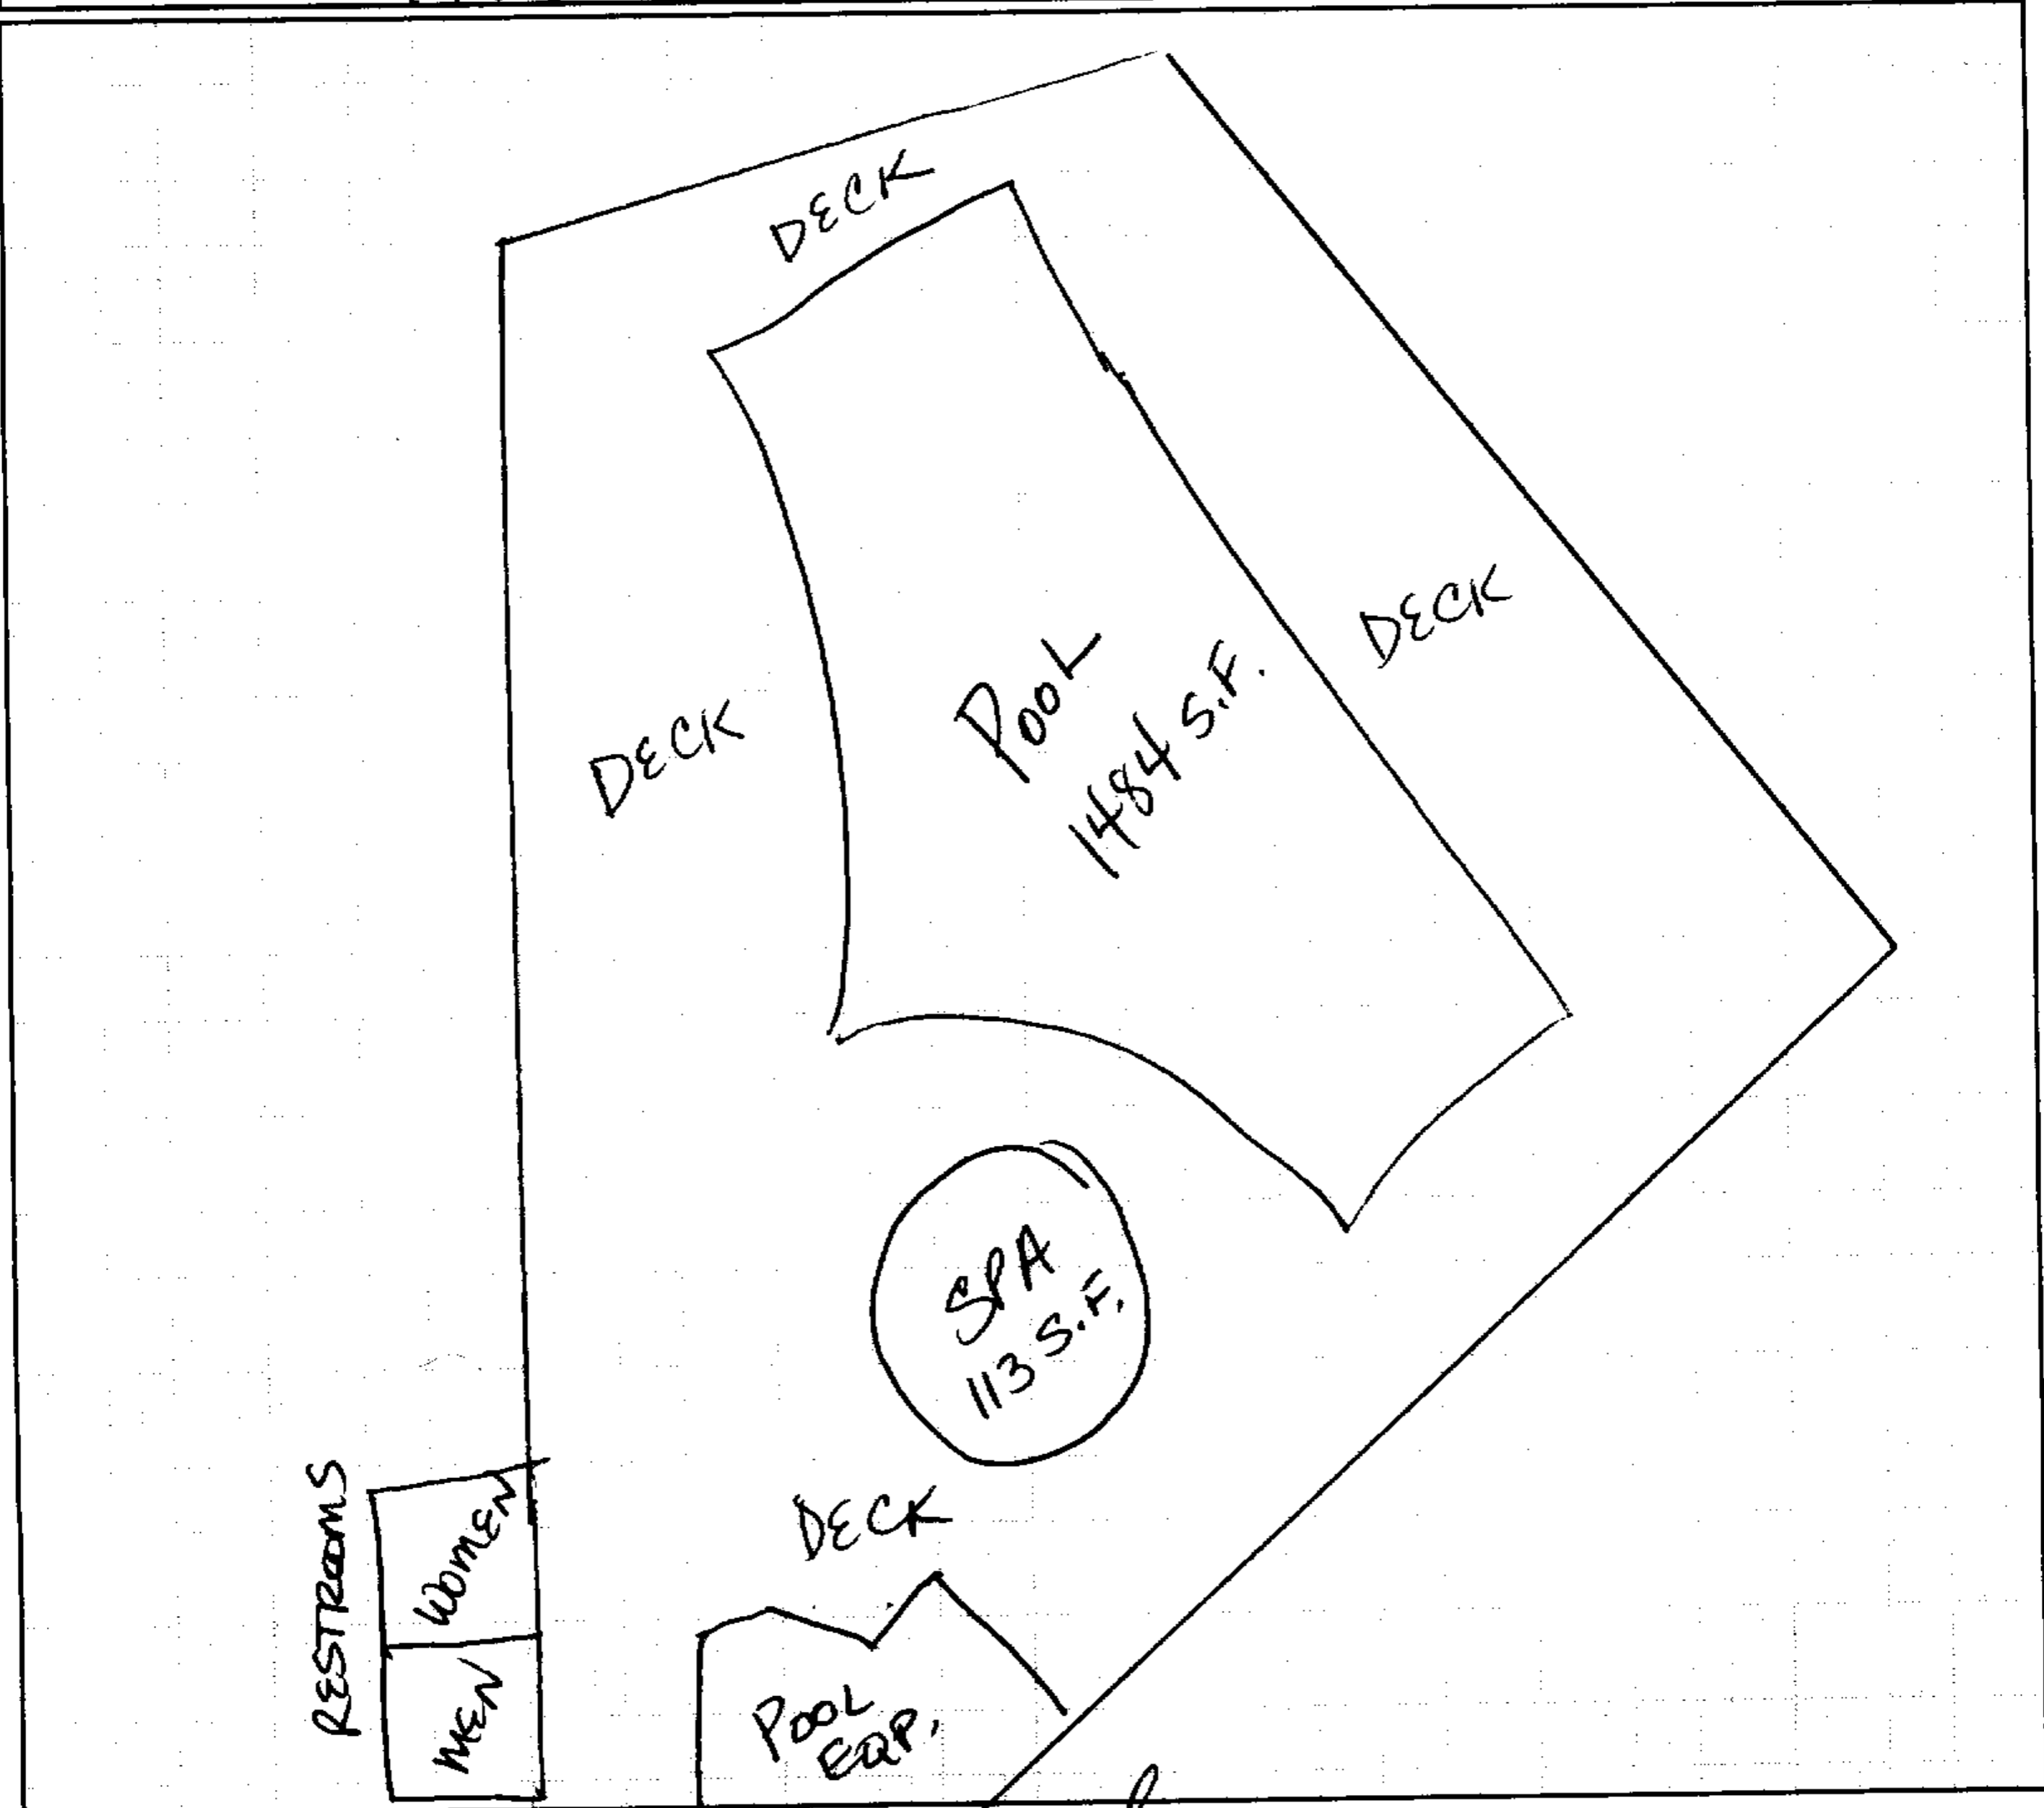 DECK
DECK
POOL
1484 S.F.
DECK
SPA
113 S.F.
DECK
RESTROOMS
WOMEN
MEN
POOL
EQP.